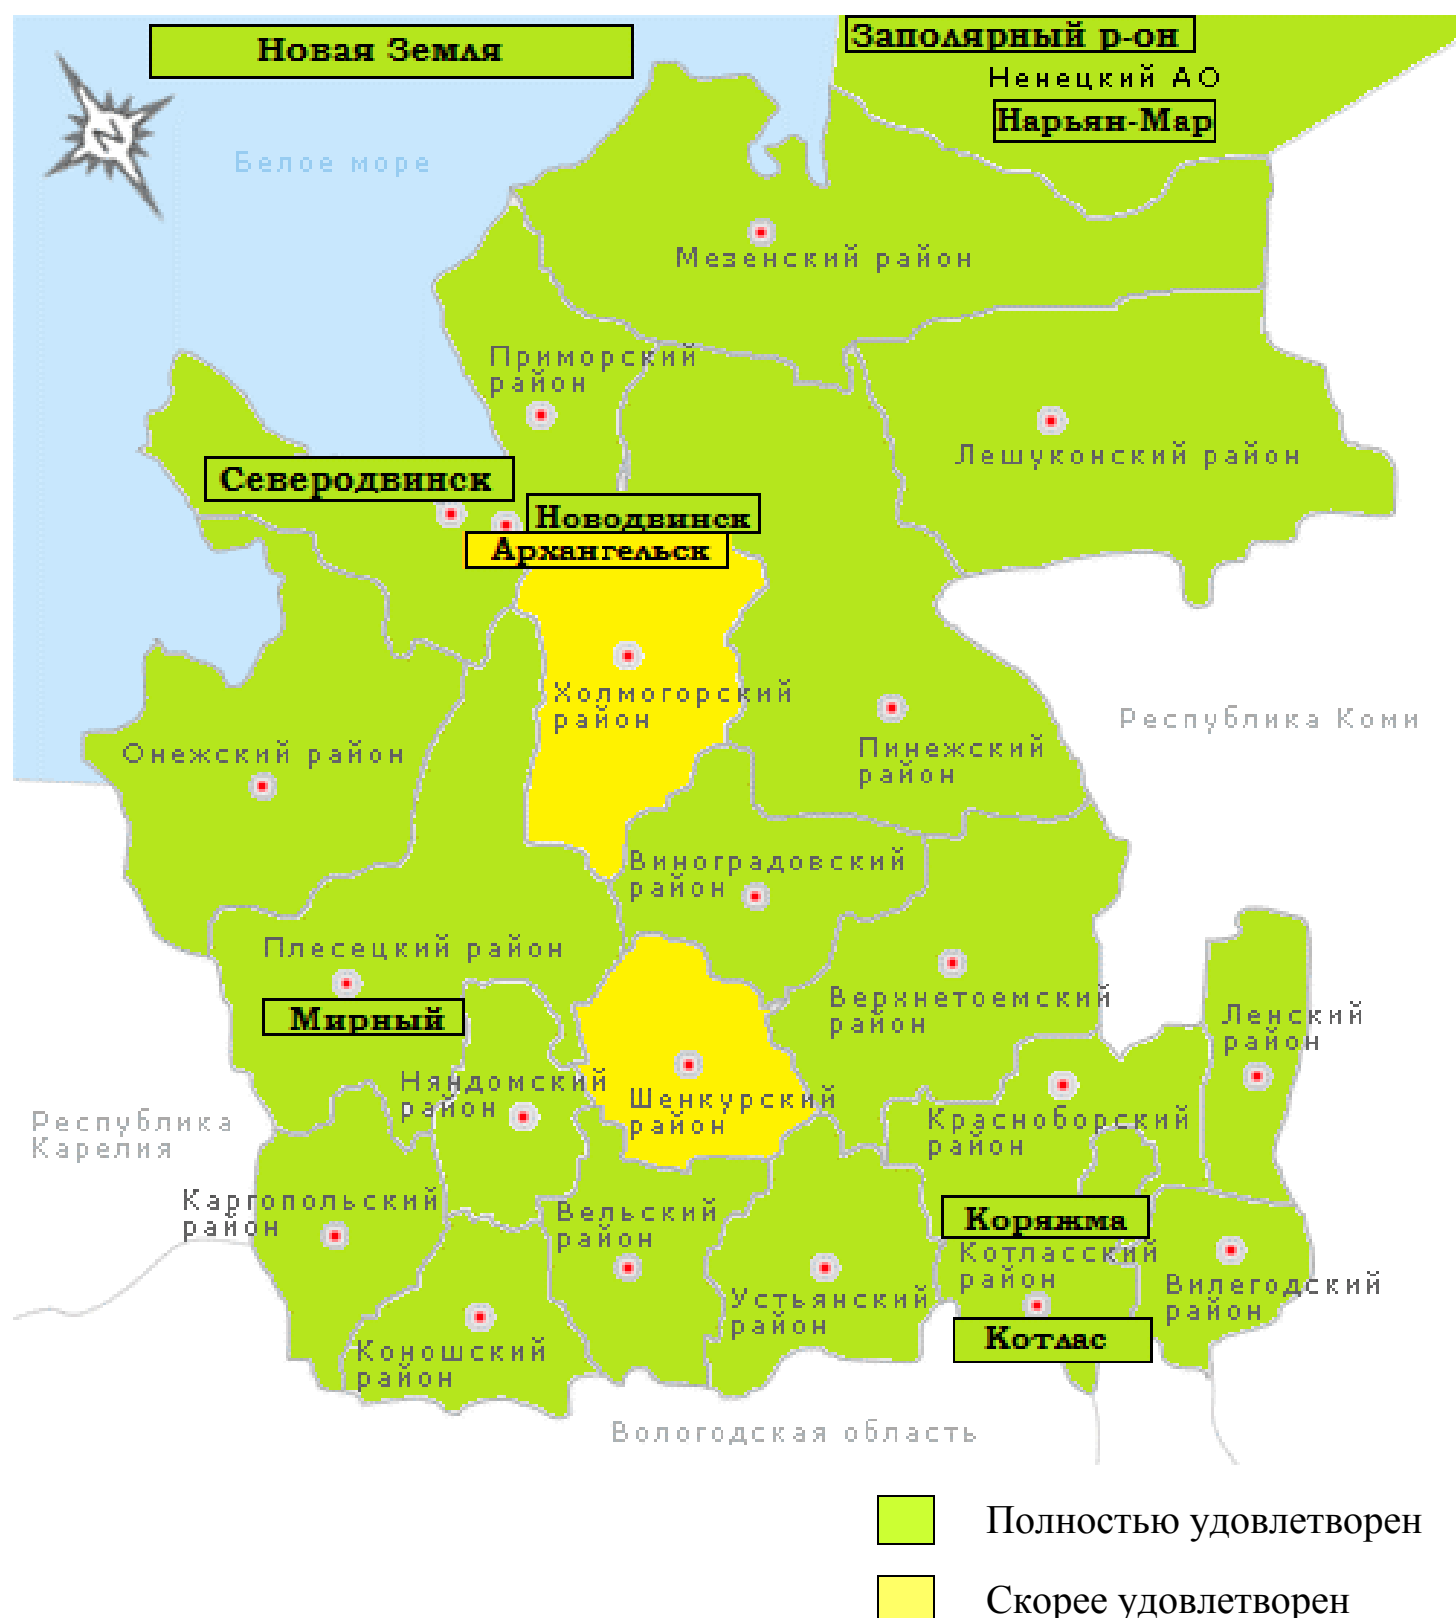 Новая Земля
Заполярный р-он
Ненецкий АО
Нарьян-Мар
Белое море
Мезенский район
Приморский
район
Лешуконский район
Северодвинск
Новодвинск
Архангельск
Холмогорский
район
Республика Коми
Онежский район
Пинежский
район
Виноградовский
район
Плесецкий район
Мирный
Верхнетоемский
район
Ленский
район
Няндомский
район
Шенкурский
район
Красноборский
район
Республика
Карелия
Каргопольский
район
Вельский
район
Коряжма
Котласский
район
Вилегодский
район
Устьянский
район
Котлас
Коношский
район
Вологодская область
Полностью удовлетворен
Скорее удовлетворен